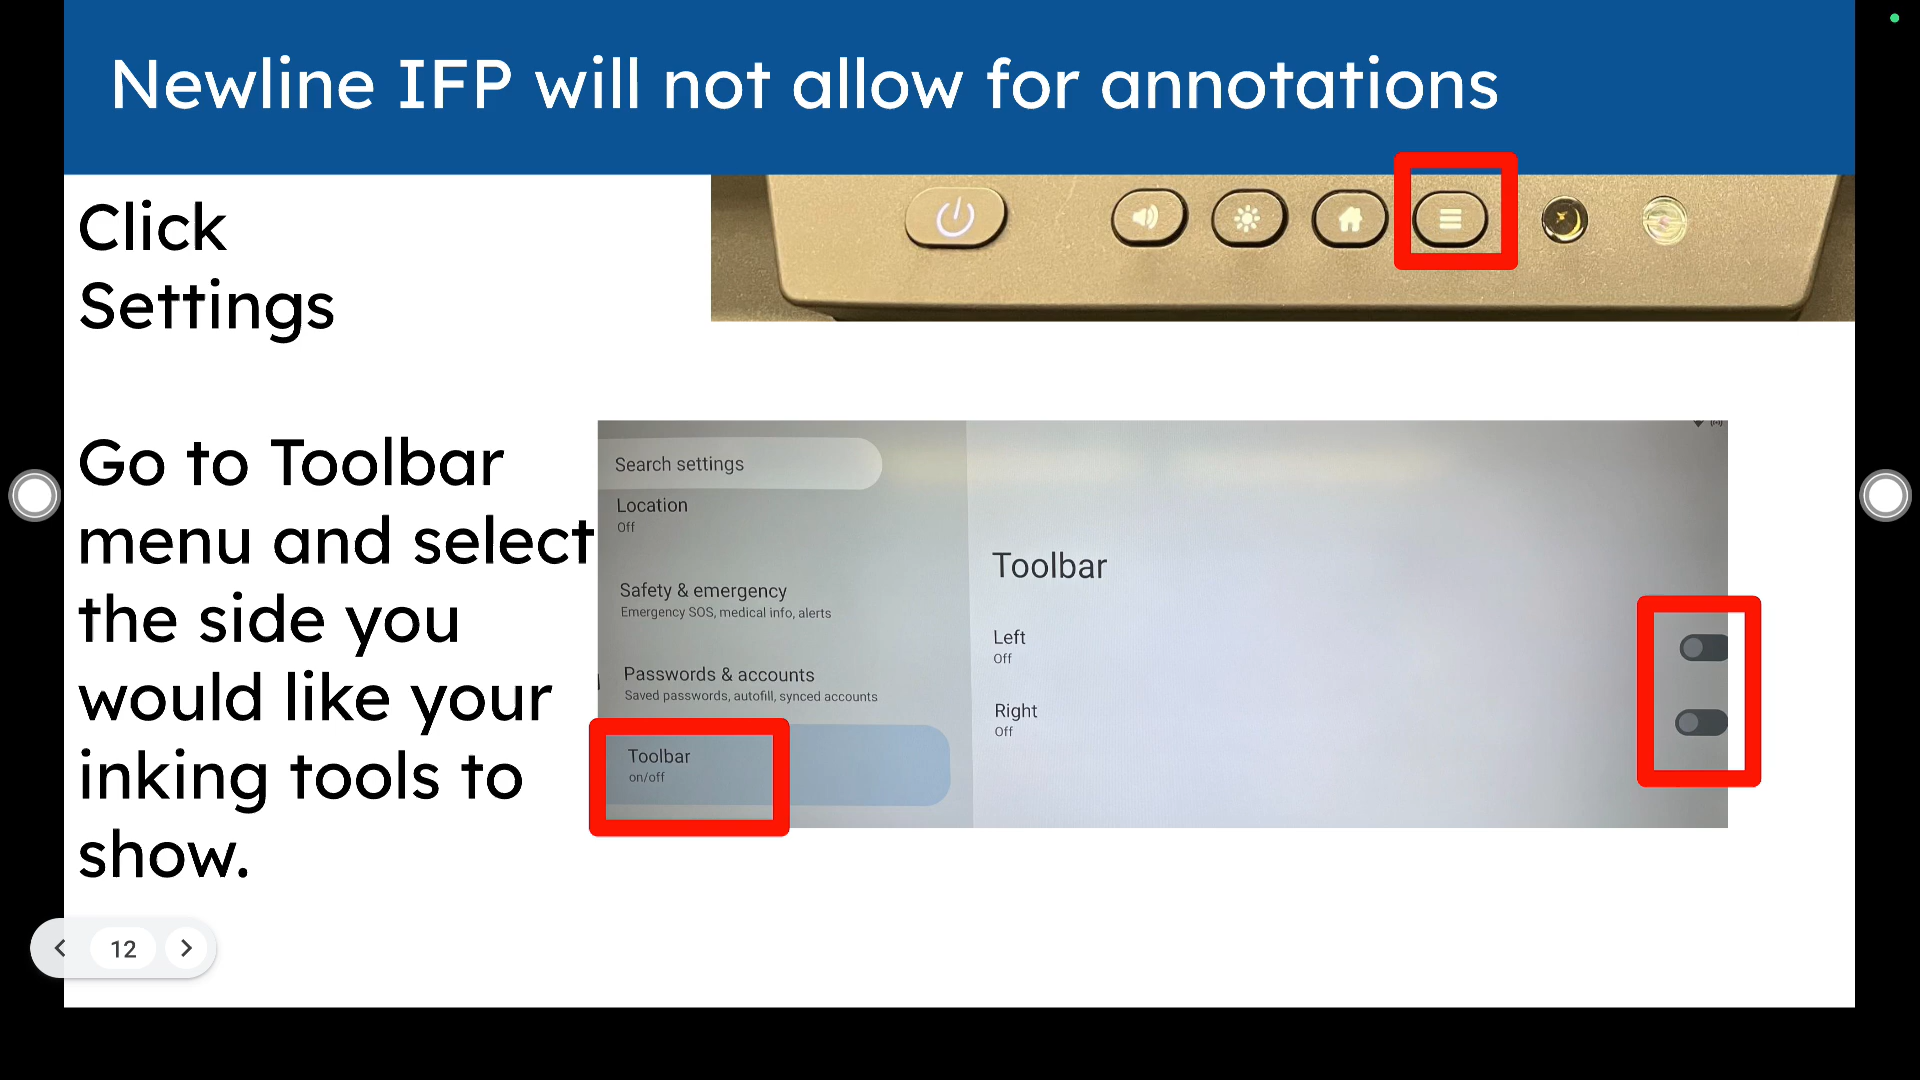 Newline IFP will not allow for annotations
Click
Settings
Go to Toolbar
menu and select
the side you
would like your
inking tools to
show.
Search settings
Location
Off
Safety & emergency
Emergency SOS, medical info, alerts
Passwords & accounts
Saved passwords, autofill, synced accounts
Toolbar
on/off
Toolbar
Left
Off
Right
Off
12